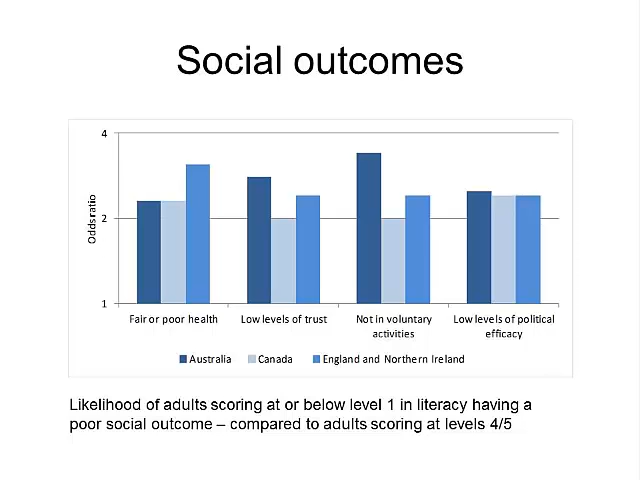 Social outcomes
4
2
1
Odds ratio
Fair or poor health
Low levels of trust
Not in voluntary
activities
Low levels of political
efficacy
Australia
Canada
England and Northern Ireland
Likelihood of adults scoring at or below level 1 in literacy having a
poor social outcome – compared to adults scoring at levels 4/5